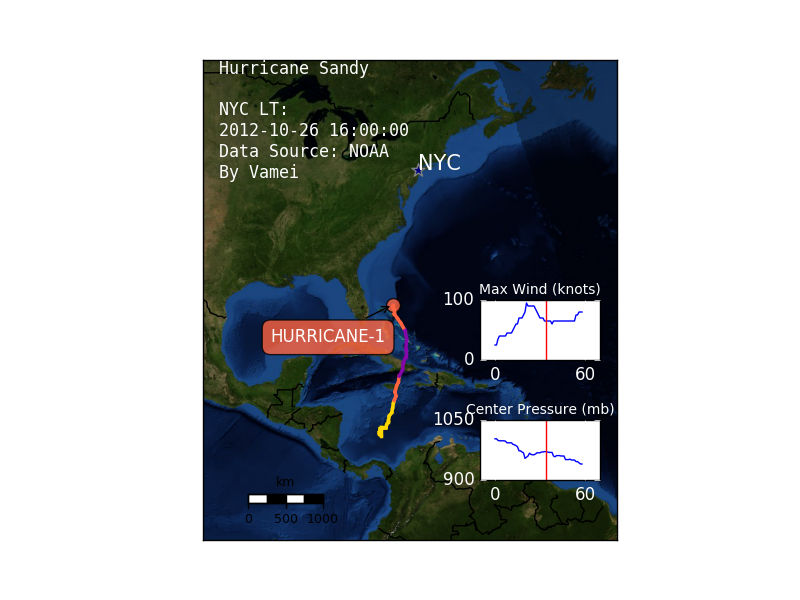 Hurricane Sandy
NYC LT:
2012-10-26 16:00:00
Data Source: NOAA
By Vamei
NYC
HURRICANE-1
Max Wind (knots)
100
0
0 60
Center Pressure (mb)
1050
900
0 60
km
0 500 1000